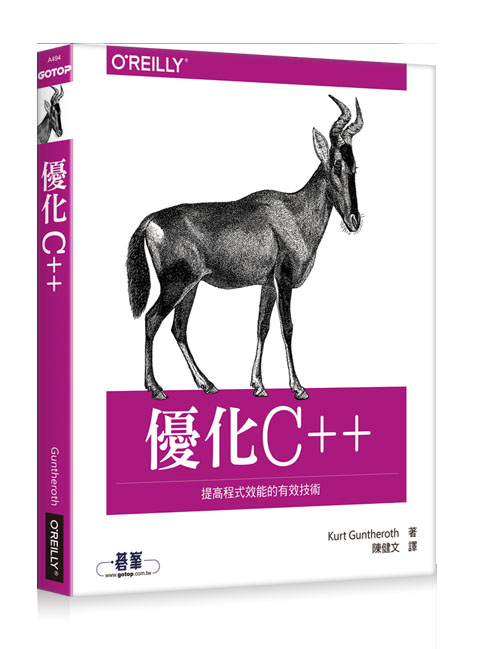 A494
GOTOP
優化C++
Guntheroth
O'REILLY®
O'REILLY®
優化C++
提高程式效能的有效技術
Kurt Guntheroth 著
陳健文 譯
碁峯
www.gotop.com.tw